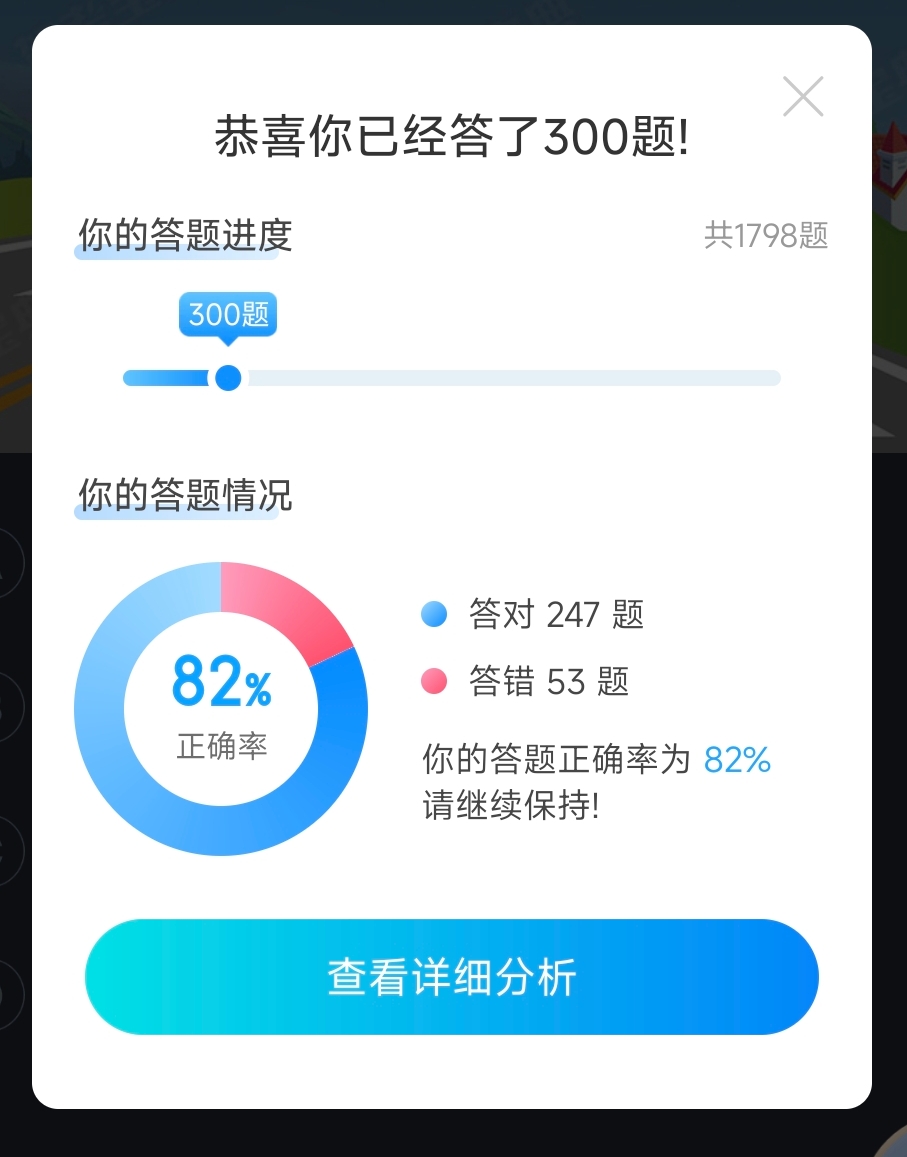 恭喜你已经答了300题!
你的答题进度
共1798题
300题
你的答题情况
82%
正确率
答对 247 题
答错 53 题
你的答题正确率为 82%
请继续保持!
查看详细分析